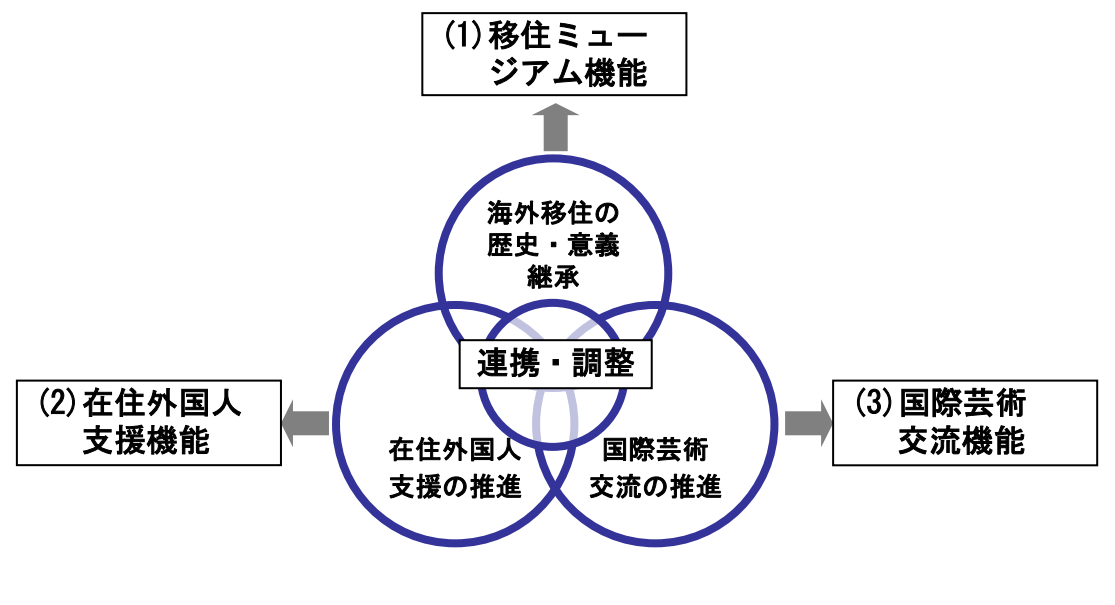 (1)移住ミュー
ジアム機能
海外移住の
歴史・意義
継承
連携・調整
(2)在住外国人
支援機能
(3)国際芸術
交流機能
在住外国人
支援の推進
国際芸術
交流の推進